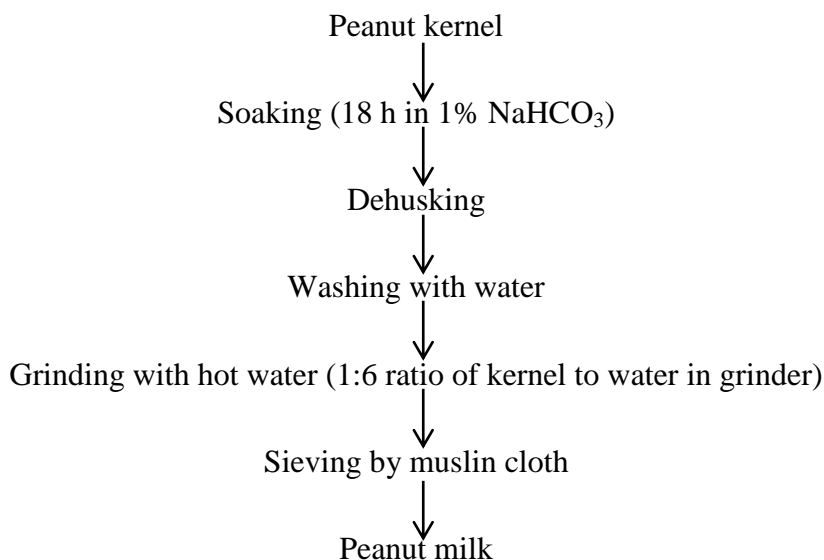 Peanut kernel
Soaking (18 h in 1% NaHCO₃)
Dehusking
Washing with water
Grinding with hot water (1:6 ratio of kernel to water in grinder)
Sieving by muslin cloth
Peanut milk